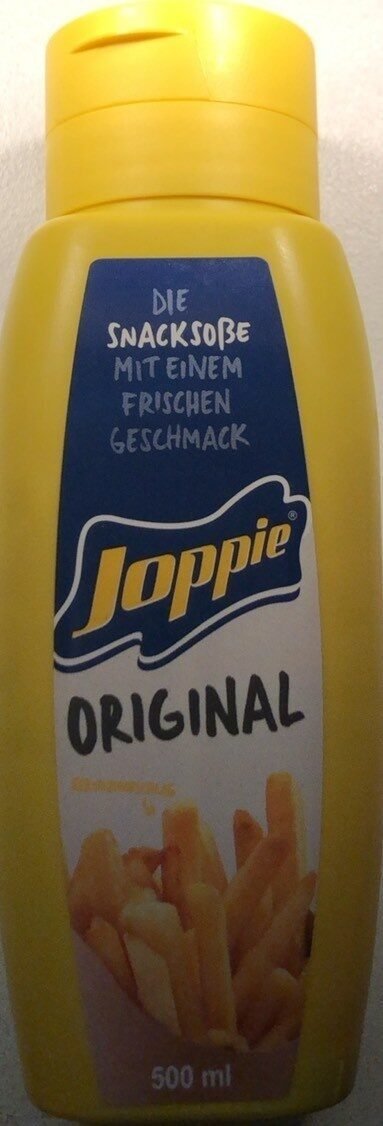 DIE
SNACKSOßE
MIT EINEM
FRISCHEN
GESCHMACK
Joppie®
ORIGINAL
500 ml